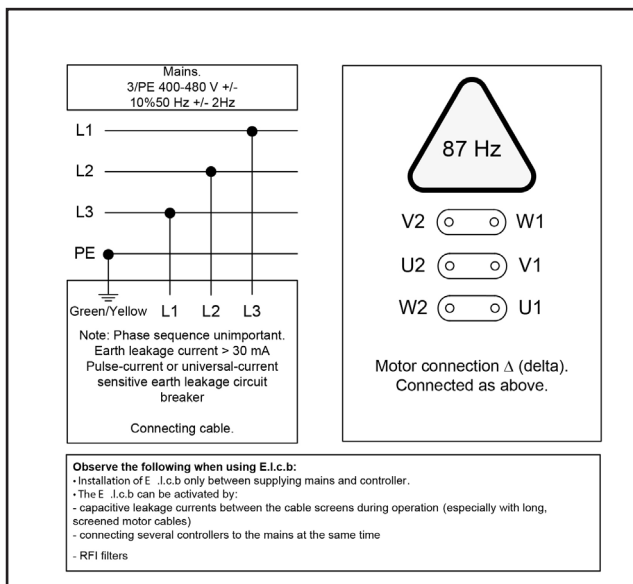 Mains.
3/PE 400-480 V +/-
10%50 Hz +/- 2Hz
L1
L2
L3
PE
Green/Yellow L1 L2 L3
Note: Phase sequence unimportant.
Earth leakage current > 30 mA
Pulse-current or universal-current
sensitive earth leakage circuit
breaker
Connecting cable.
87 Hz
V2 W1
U2 V1
W2 U1
Motor connection Δ (delta).
Connected as above.
Observe the following when using E.l.c.b:
• Installation of E .l.c.b only between supplying mains and controller.
• The E .l.c.b can be activated by:
- capacitive leakage currents between the cable screens during operation (especially with long,
screened motor cables)
- connecting several controllers to the mains at the same time
- RFI filters